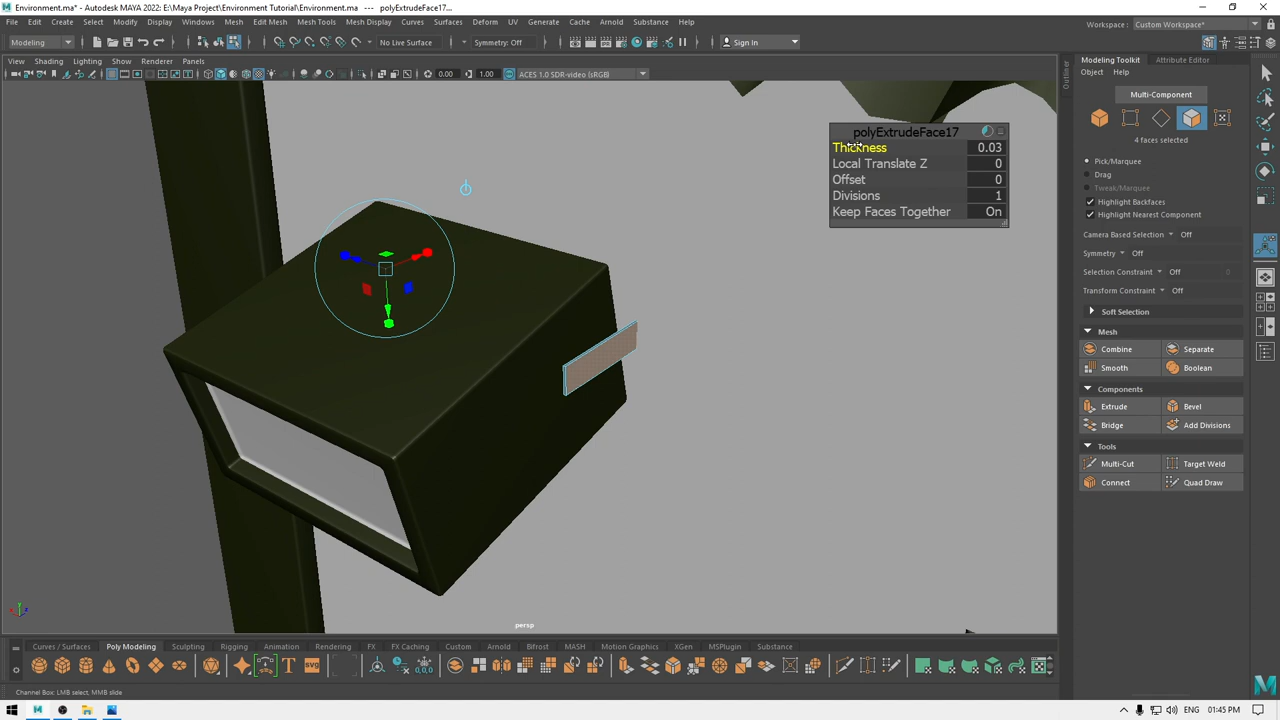 Environment.ma* - Autodesk MAYA 2022: E:\Maya Project\Environment Tutorial\Environment.ma --- polyExtrudeFace17...
File Edit Create Select Modify Display Windows Mesh Edit Mesh Mesh Tools Mesh Display Curves Surfaces Deform UV Generate Cache Arnold Substance Help
Workspace : Custom Workspace*
Modeling No Live Surface Symmetry: Off Sign In
View Shading Lighting Show Renderer Panels
0.00 1.00 ACES 1.0 SDR-video (sRGB)
polyExtrudeFace17
Thickness 0.03
Local Translate Z 0
Offset 0
Divisions 1
Keep Faces Together On
persp
Outliner
Modeling Toolkit Attribute Editor
Object Help
Multi-Component
4 faces selected
Pick/Marquee
Drag
Tweak/Marquee
Highlight Backfaces
Highlight Nearest Component
Camera Based Selection Off
Symmetry Off
Selection Constraint Off
Transform Constraint Off
Soft Selection
Mesh
Combine Separate
Smooth Boolean
Components
Extrude Bevel
Bridge Add Divisions
Tools
Multi-Cut Target Weld
Connect Quad Draw
Curves / Surfaces Poly Modeling Sculpting Rigging Animation Rendering FX FX Caching Custom Arnold Bifrost MASH Motion Graphics XGen MSPlugin Substance
SVG
Channel Box: LMB select, MMB slide
ENG 01:45 PM